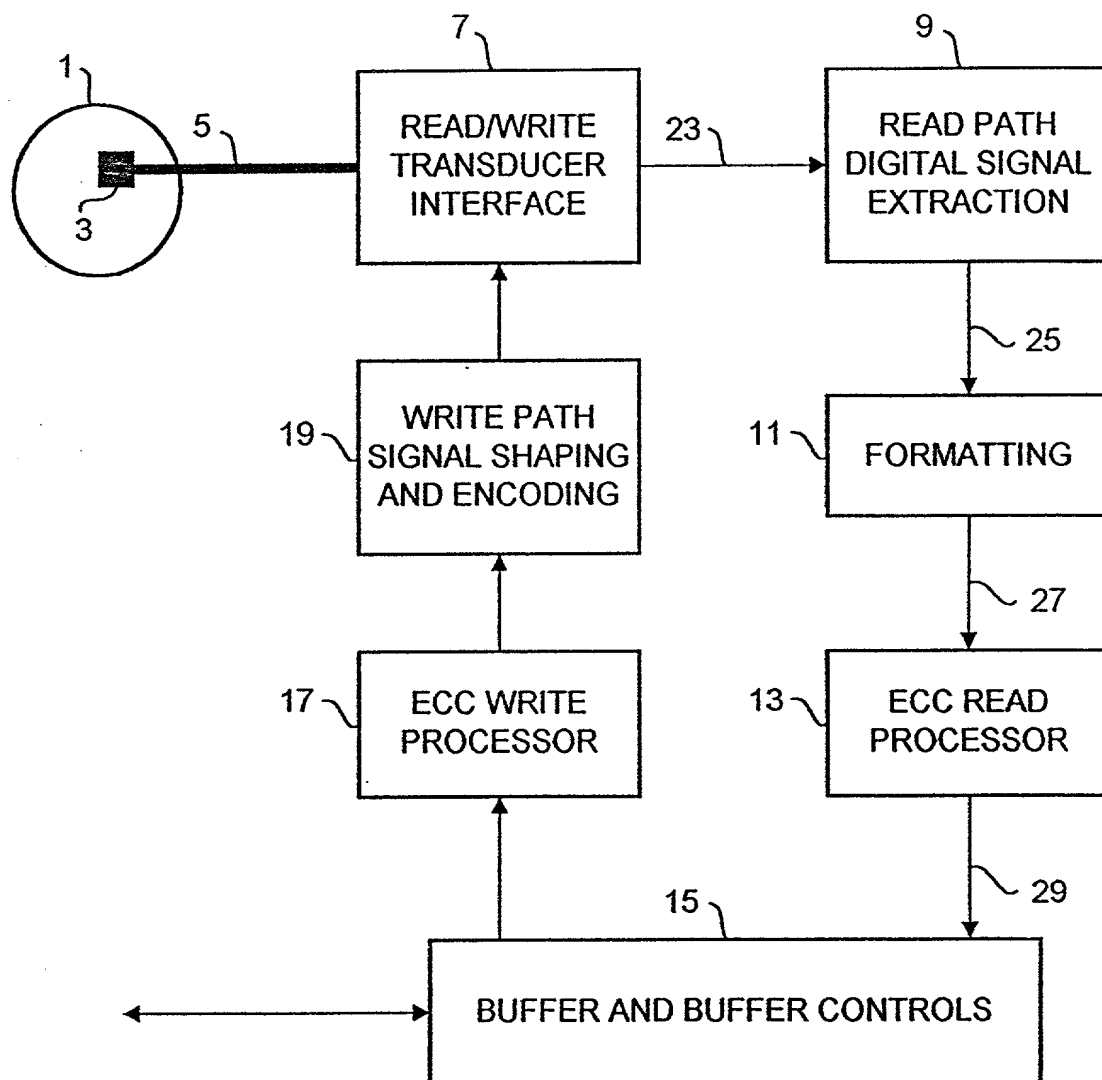 7
9
1
5
3
READ/WRITE
TRANSDUCER
INTERFACE
23
READ PATH
DIGITAL SIGNAL
EXTRACTION
25
19
WRITE PATH
SIGNAL SHAPING
AND ENCODING
11
FORMATTING
27
17
ECC WRITE
PROCESSOR
13
ECC READ
PROCESSOR
29
15
BUFFER AND BUFFER CONTROLS